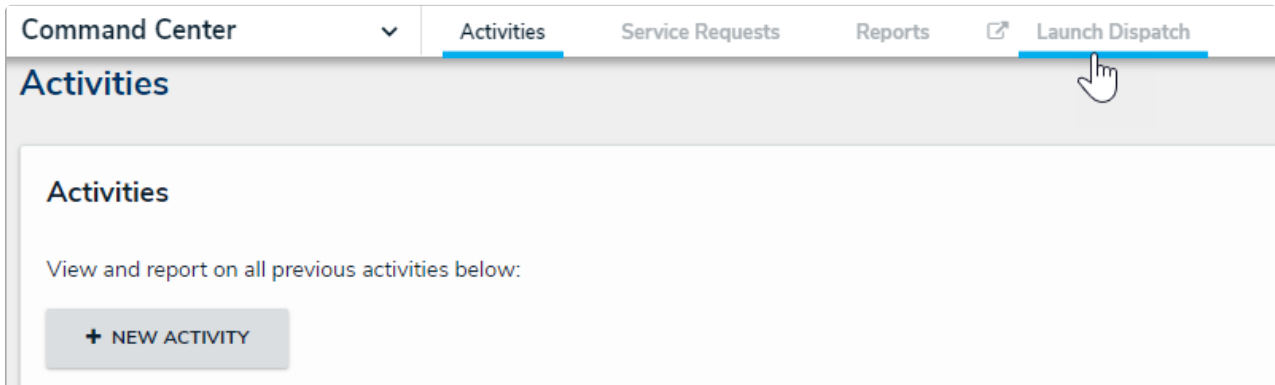 Command Center Activities Service Requests Reports Launch Dispatch
Activities
Activities
View and report on all previous activities below:
+ NEW ACTIVITY